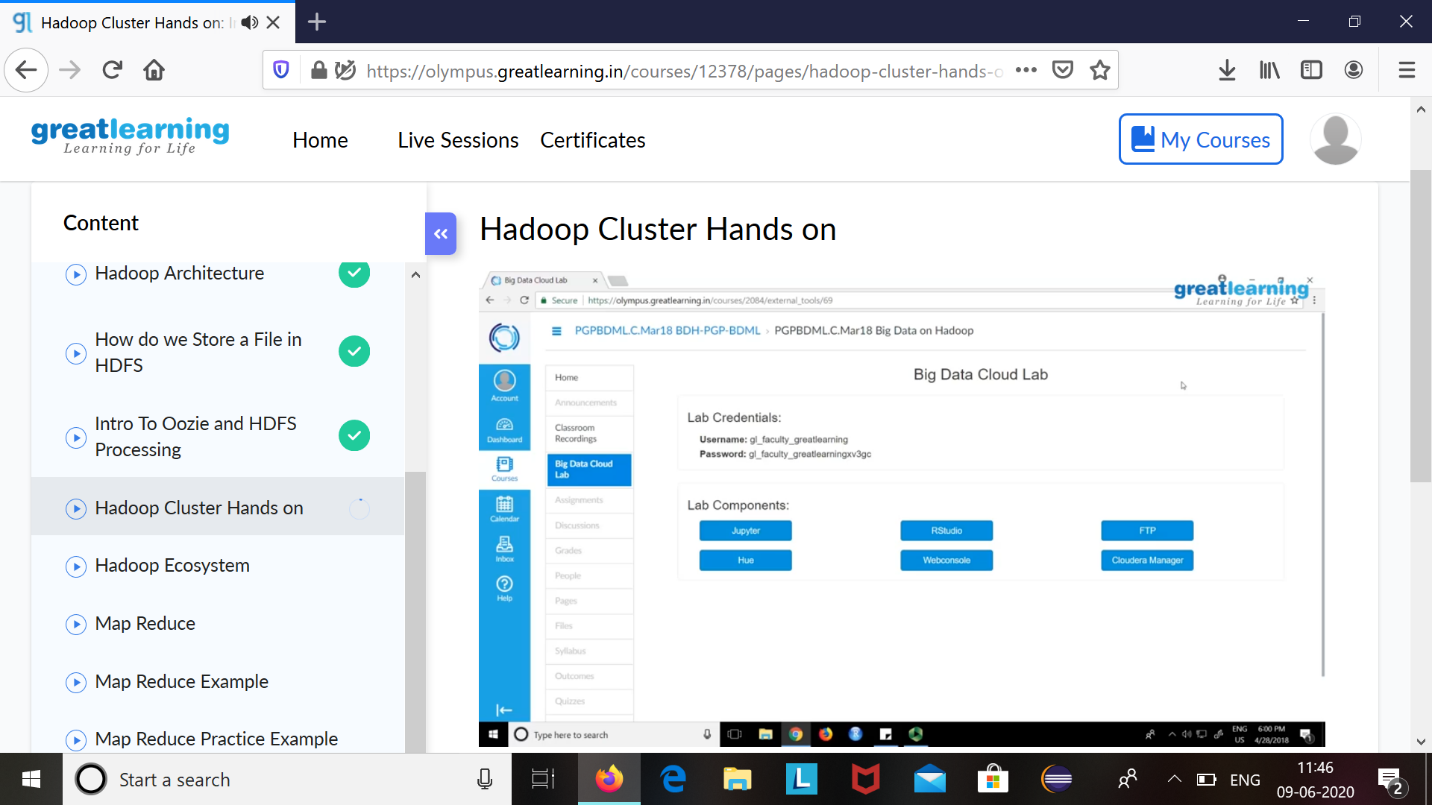 Hadoop Cluster Hands on: I
https://olympus.greatlearning.in/courses/12378/pages/hadoop-cluster-hands-o
greatlearning
Learning for Life
Home
Live Sessions
Certificates
My Courses
Content
Hadoop Architecture
How do we Store a File in
HDFS
Intro To Oozie and HDFS
Processing
Hadoop Cluster Hands on
Hadoop Ecosystem
Map Reduce
Map Reduce Example
Map Reduce Practice Example
Hadoop Cluster Hands on
Big Data Cloud Lab
Secure
https://olympus.greatlearning.in/courses/2084/external_tools/69
greatlearning
Learning for Life
PGPBDML.C.Mar18 BDH-PGP-BDML › PGPBDML.C.Mar18 Big Data on Hadoop
Account
Dashboard
Courses
Calendar
Inbox
Help
Home
Announcements
Classroom
Recordings
Big Data Cloud
Lab
Assignments
Discussions
Grades
People
Pages
Files
Syllabus
Outcomes
Quizzes
Big Data Cloud Lab
Lab Credentials:
Username: gl_faculty_greatlearning
Password: gl_faculty_greatlearningxv3gc
Lab Components:
Jupyter
RStudio
FTP
Hue
Webconsole
Cloudera Manager
Type here to search
ENG
US
6:00 PM
4/28/2018
Start a search
ENG
11:46
09-06-2020
2